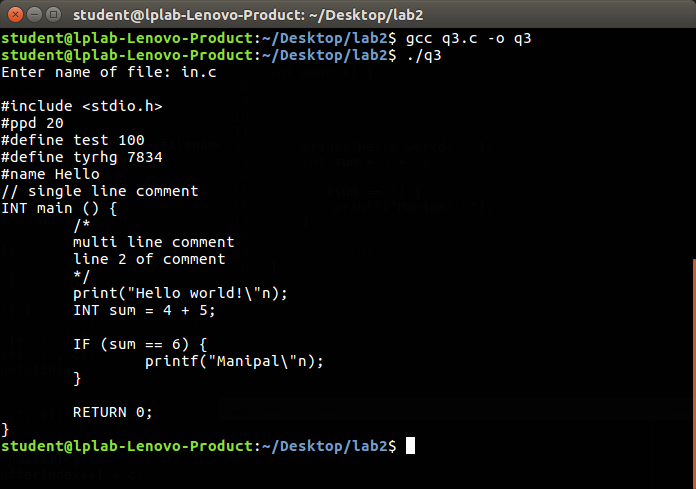 student@lplab-Lenovo-Product: ~/Desktop/lab2
student@lplab-Lenovo-Product:~/Desktop/lab2$ gcc q3.c -o q3
student@lplab-Lenovo-Product:~/Desktop/lab2$ ./q3
Enter name of file: in.c
#include <stdio.h>
#ppd 20
#define test 100
#define tyrhg 7834
#name Hello
// single line comment
INT main () {
/*
multi line comment
line 2 of comment
*/
print("Hello world!\"n);
INT sum = 4 + 5;
IF (sum == 6) {
printf("Manipal\"n);
}
RETURN 0;
}
student@lplab-Lenovo-Product:~/Desktop/lab2$